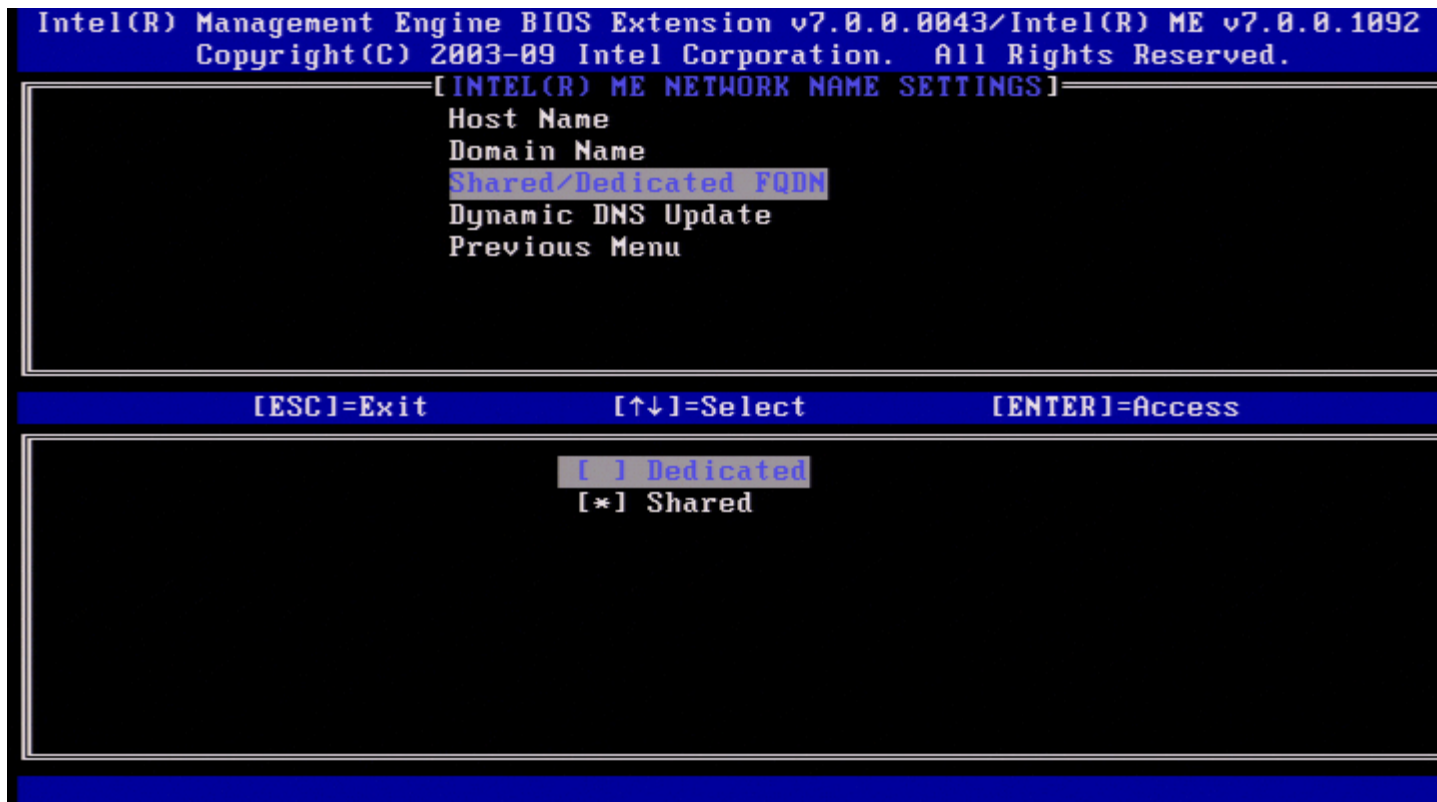 Intel(R) Management Engine BIOS Extension v7.0.0.0043/Intel(R) ME v7.0.0.1092
Copyright(C) 2003-09 Intel Corporation. All Rights Reserved.
[INTEL(R) ME NETWORK NAME SETTINGS]
Host Name
Domain Name
Shared/Dedicated FQDN
Dynamic DNS Update
Previous Menu
[ESC]=Exit [↑↓]=Select [ENTER]=Access
[ ] Dedicated
[*] Shared